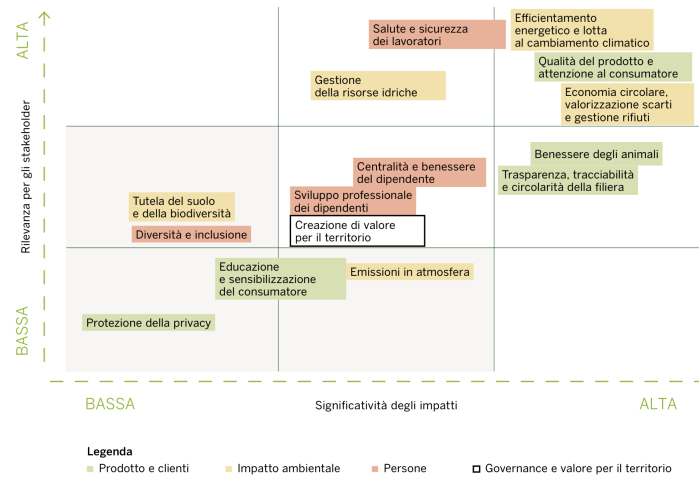 ALTA
Rilevanza per gli stakeholder
BASSA
Salute e sicurezza
dei lavoratori
Efficientamento
energetico e lotta
al cambiamento climatico
Qualità del prodotto e
attenzione al consumatore
Gestione
della risorse idriche
Economia circolare,
valorizzazione scarti
e gestione rifiuti
Benessere degli animali
Centralità e benessere
del dipendente
Trasparenza, tracciabilità
e circolarità della filiera
Sviluppo professionale
dei dipendenti
Tutela del suolo
e della biodiversità
Creazione di valore
per il territorio
Diversità e inclusione
Educazione
e sensibilizzazione
del consumatore
Emissioni in atmosfera
Protezione della privacy
BASSA
Significatività degli impatti
ALTA
Legenda
Prodotto e clienti
Impatto ambientale
Persone
Governance e valore per il territorio